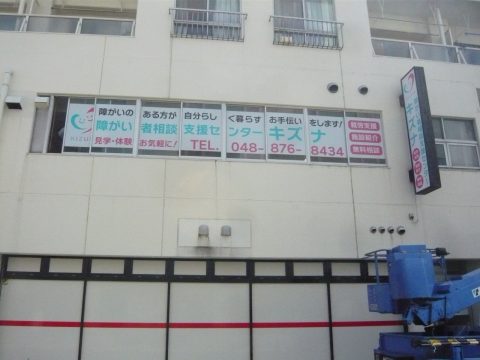 障がいのある方が自分らしく暮らすお手伝いをします!
障がい者相談支援センターキズナ
見学・体験お気軽に! TEL. 048-876-8434
就労支援
施設紹介
無料相談
キズナ